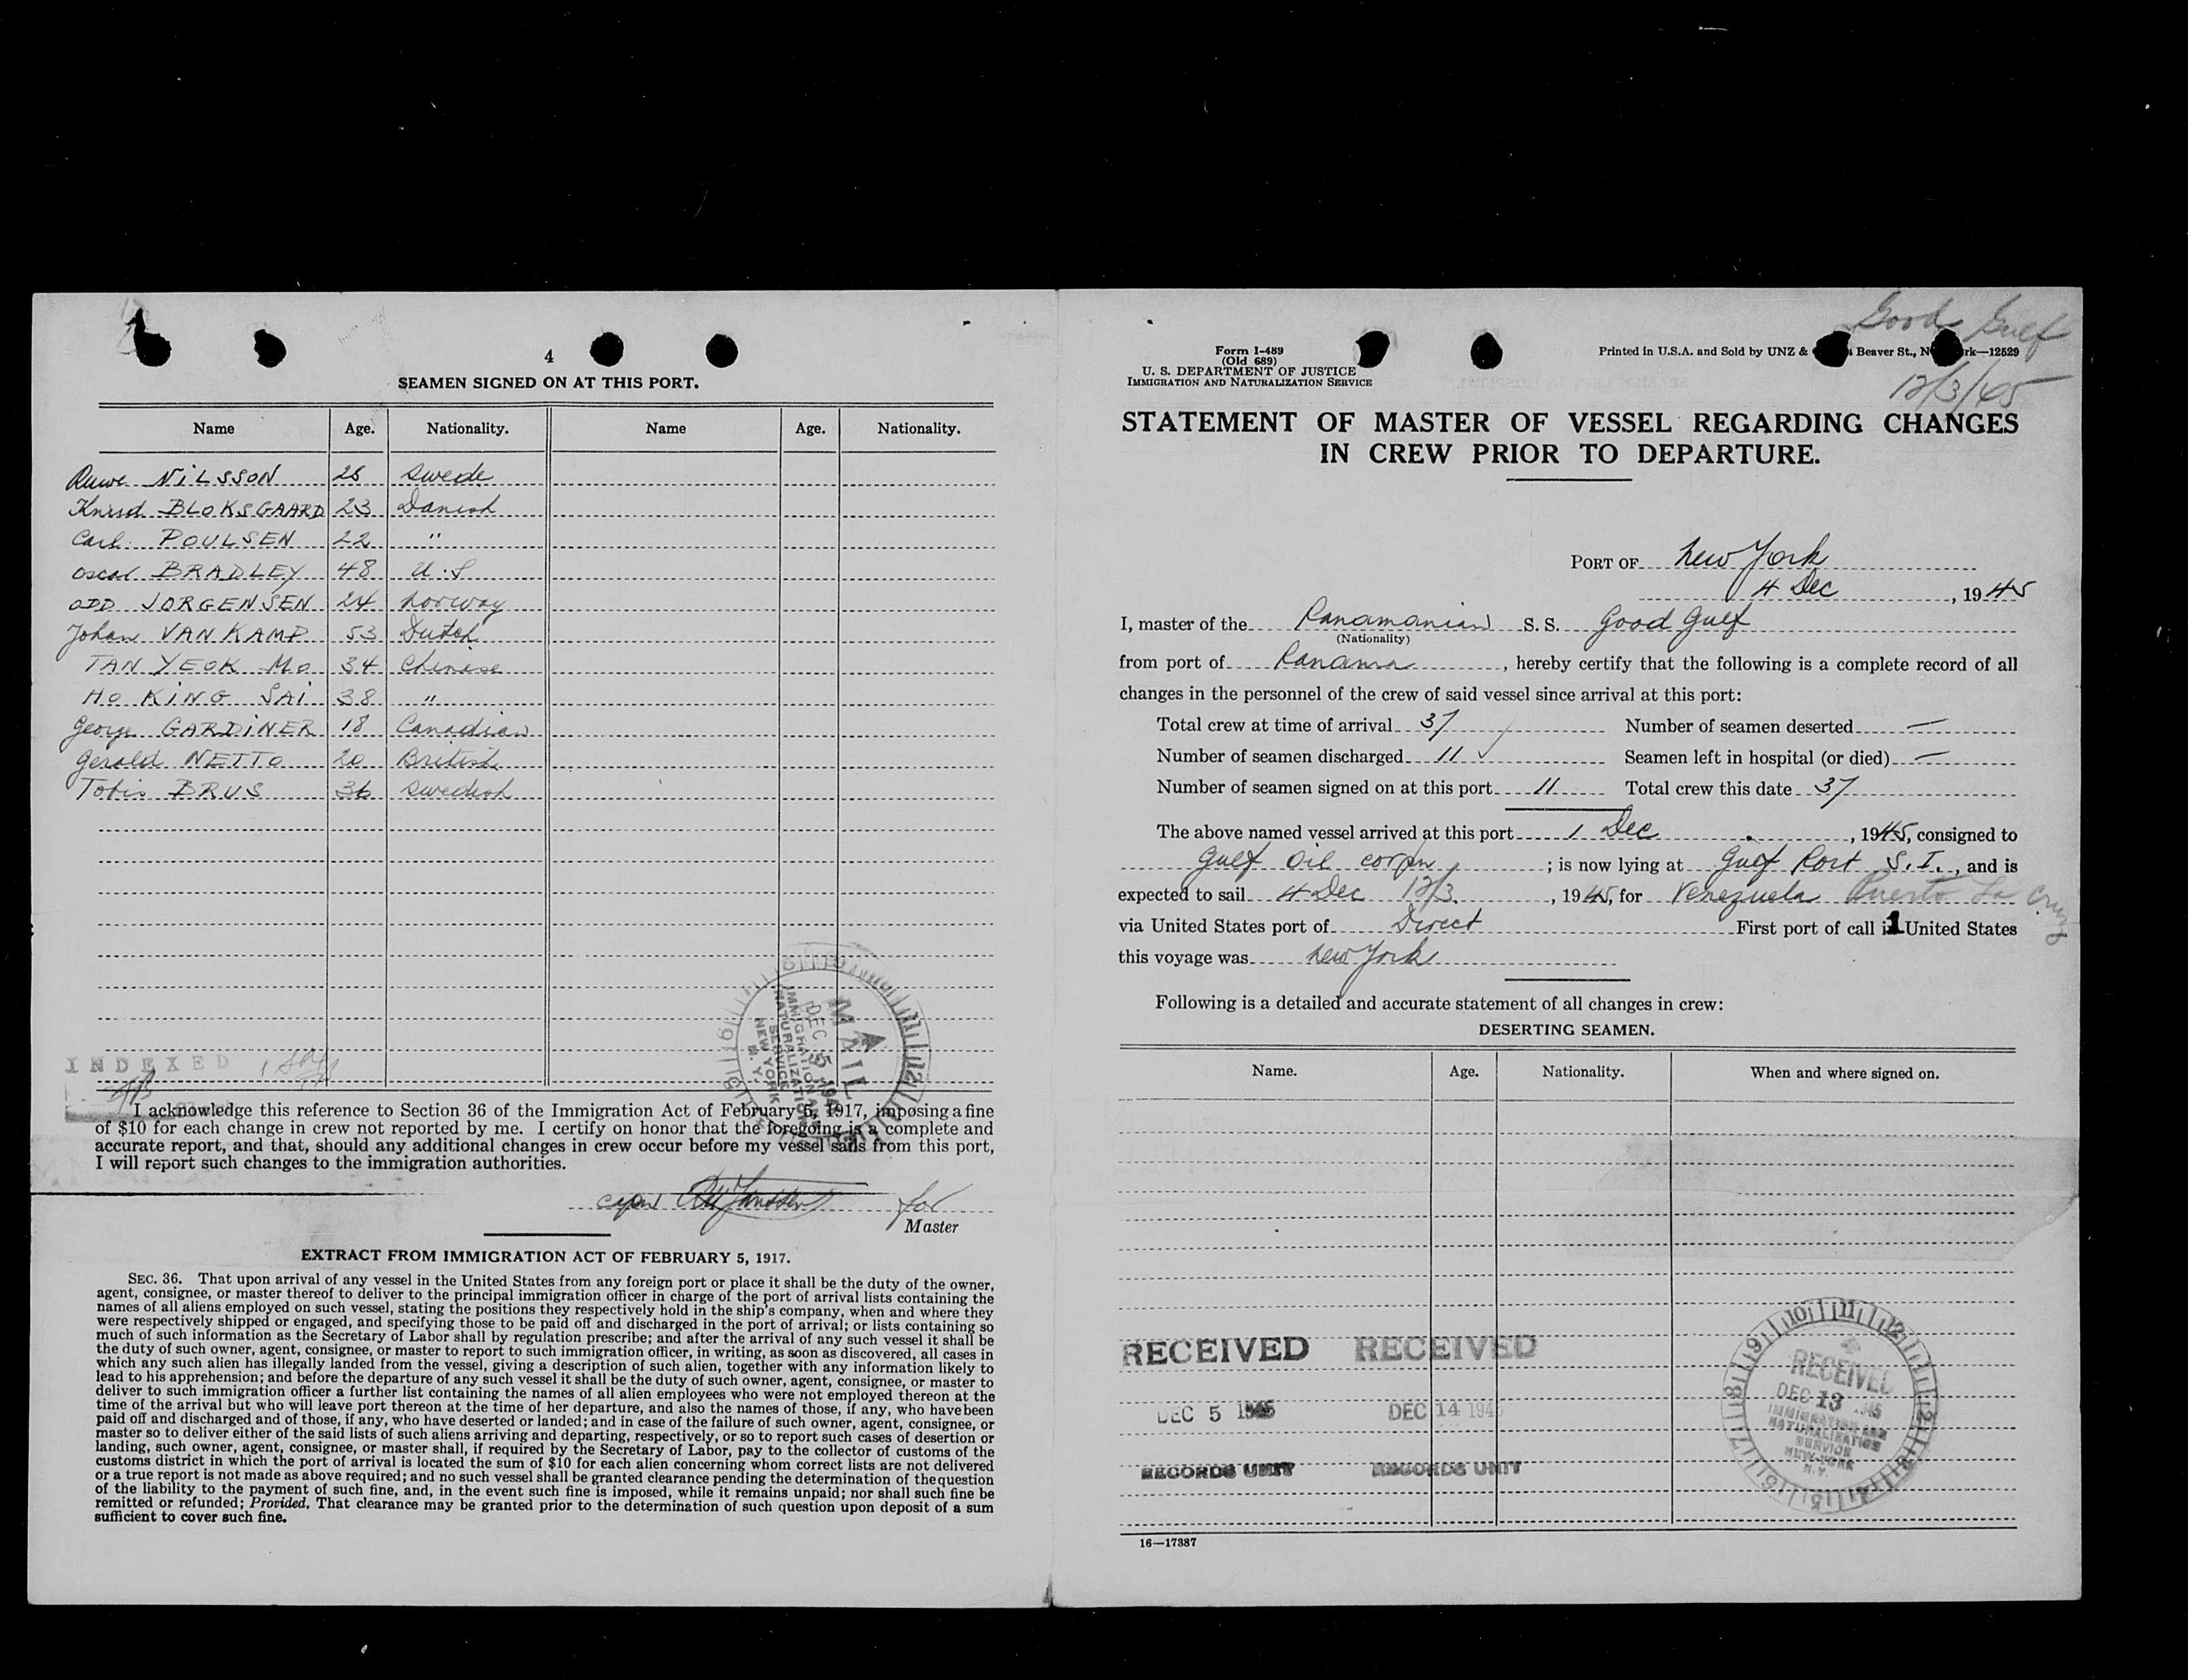 4
SEAMEN SIGNED ON AT THIS PORT.
Name Age. Nationality. Name Age. Nationality.
NILSSON Swede
Knud BLOKSGAARD 23 Danish
Carl POULSEN 22 "
Oscar BRADLEY 48 U.S
ODD JORGENSEN 24 Norway
Johan VAN KAMP 53 Dutch
TAN YEOK MO 34 Chinese
HO KING SAI 38 "
George GARDINER 18 Canadian
Gerald NETTO 20 British
BRUS 36 Swedish
INDEXED
MAIL
DEC 5
IMMIGRATION AND
NATURALIZATION
SERVICE
NEW YORK
N. Y.
I acknowledge this reference to Section 36 of the Immigration Act of February 5, 1917, imposing a fine
of $10 for each change in crew not reported by me. I certify on honor that the foregoing is a complete and
accurate report, and that, should any additional changes in crew occur before my vessel sails from this port,
I will report such changes to the immigration authorities.
for
Master
EXTRACT FROM IMMIGRATION ACT OF FEBRUARY 5, 1917.
SEC. 36. That upon arrival of any vessel in the United States from any foreign port or place it shall be the duty of the owner,
agent, consignee, or master thereof to deliver to the principal immigration officer in charge of the port of arrival lists containing the
names of all aliens employed on such vessel, stating the positions they respectively hold in the ship's company, when and where they
were respectively shipped or engaged, and specifying those to be paid off and discharged in the port of arrival; or lists containing so
much of such information as the Secretary of Labor shall by regulation prescribe; and after the arrival of any such vessel it shall be
the duty of such owner, agent, consignee, or master to report to such immigration officer, in writing, as soon as discovered, all cases in
which any such alien has illegally landed from the vessel, giving a description of such alien, together with any information likely to
lead to his apprehension; and before the departure of any such vessel it shall be the duty of such owner, agent, consignee, or master to
deliver to such immigration officer a further list containing the names of all alien employees who were not employed thereon at the
time of the arrival but who will leave port thereon at the time of her departure, and also the names of those, if any, who have been
paid off and discharged and of those, if any, who have deserted or landed; and in case of the failure of such owner, agent, consignee, or
master so to deliver either of the said lists of such aliens arriving and departing, respectively, or so to report such cases of desertion or
landing, such owner, agent, consignee, or master shall, if required by the Secretary of Labor, pay to the collector of customs of the
customs district in which the port of arrival is located the sum of $10 for each alien concerning whom correct lists are not delivered
or a true report is not made as above required; and no such vessel shall be granted clearance pending the determination of the question
of the liability to the payment of such fine, and, in the event such fine is imposed, while it remains unpaid; nor shall such fine be
remitted or refunded; Provided, That clearance may be granted prior to the determination of such question upon deposit of a sum
sufficient to cover such fine.
Good Gulf
12/3/45
Form I-489
(Old 689)
U. S. DEPARTMENT OF JUSTICE
IMMIGRATION AND NATURALIZATION SERVICE
Printed in U.S.A. and Sold by UNZ & Beaver St., N rk—12529
STATEMENT OF MASTER OF VESSEL REGARDING CHANGES
IN CREW PRIOR TO DEPARTURE.
PORT OF New York
4 Dec, 1945
I, master of the Panamanian S. S. Good Gulf
(Nationality)
from port of Panama, hereby certify that the following is a complete record of all
changes in the personnel of the crew of said vessel since arrival at this port:
Total crew at time of arrival 37 Number of seamen deserted —
Number of seamen discharged 11 ✓ Seamen left in hospital (or died) —
Number of seamen signed on at this port 11 Total crew this date 37
The above named vessel arrived at this port 1 Dec, 1945, consigned to
Gulf Oil corpn; is now lying at Gulf Port S.I., and is
expected to sail 4 Dec 12/3, 1945, for Venezuela Puerto La Cruz
via United States port of Direct First port of call in United States
this voyage was New York
Following is a detailed and accurate statement of all changes in crew:
DESERTING SEAMEN.
Name. Age. Nationality. When and where signed on.
RECEIVED RECEIVED
DEC 5 1945 DEC 14 194
RECORDS UNIT RECORDS UNIT
RECEIVED
DEC 13 1945
IMMIGRATION AND
NATURALIZATION
SERVICE
NEW YORK
N.Y.
16—17387